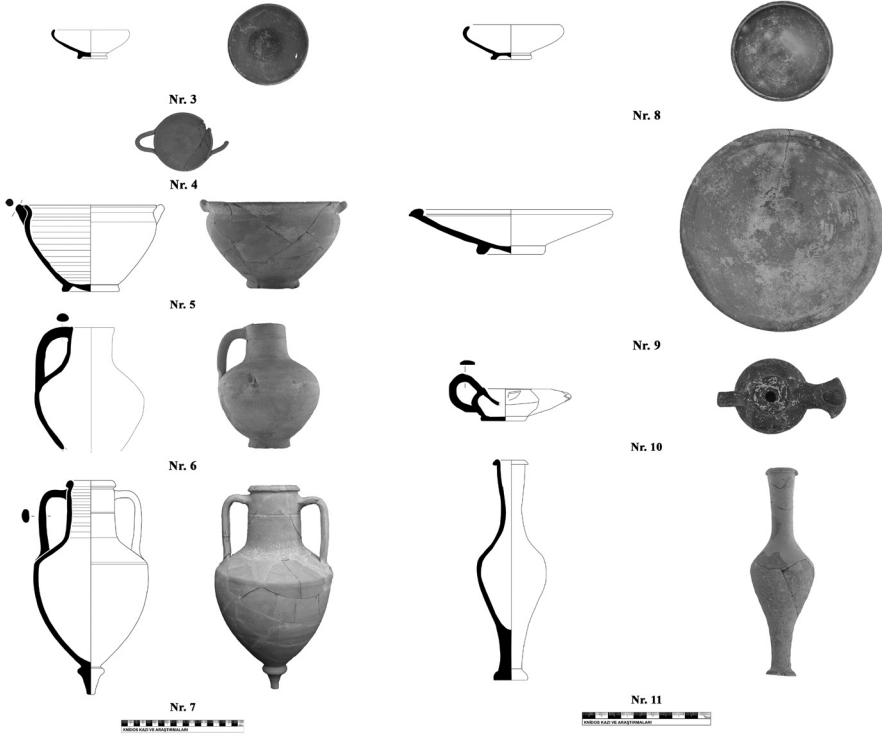 Nr. 3
Nr. 4
Nr. 5
Nr. 6
Nr. 7
KNİDOS KAZI VE ARAŞTIRMALARI
Nr. 8
Nr. 9
Nr. 10
Nr. 11
KNİDOS KAZI VE ARAŞTIRMALARI